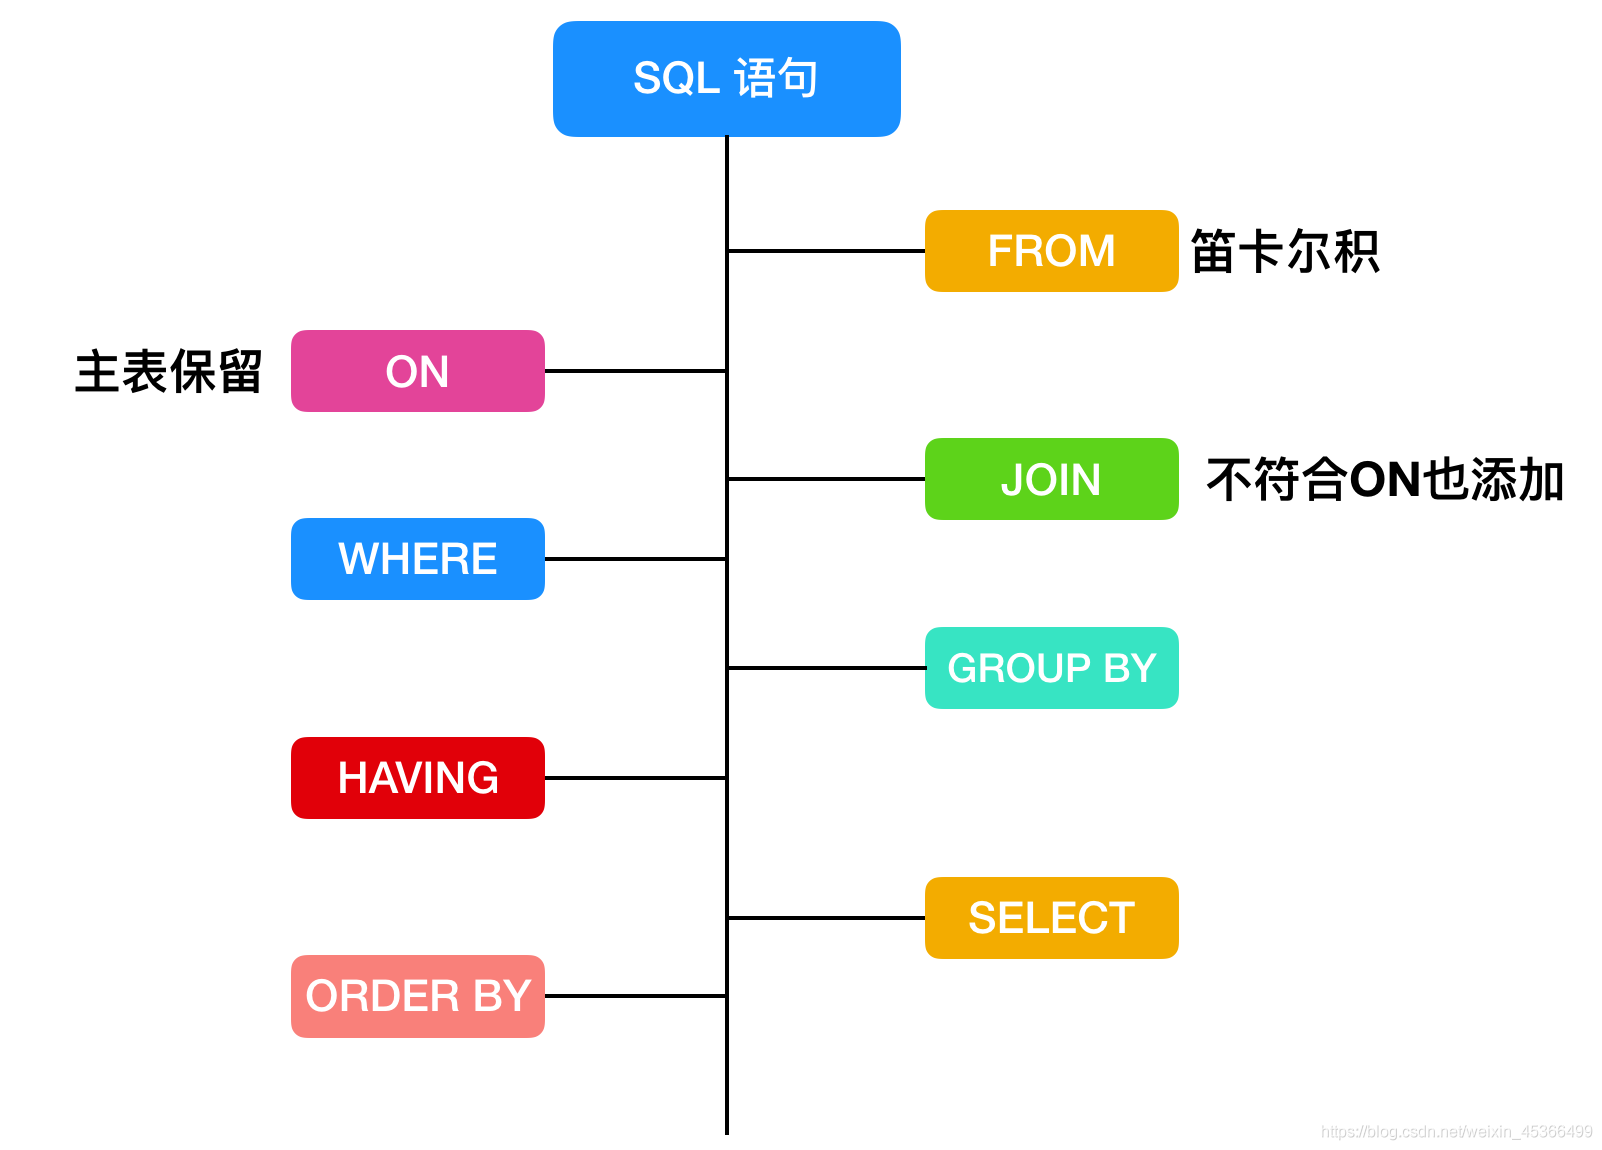 SQL 语句
FROM
笛卡尔积
主表保留
ON
JOIN
不符合ON也添加
WHERE
GROUP BY
HAVING
SELECT
ORDER BY
https://blog.csdn.net/weixin_45366499